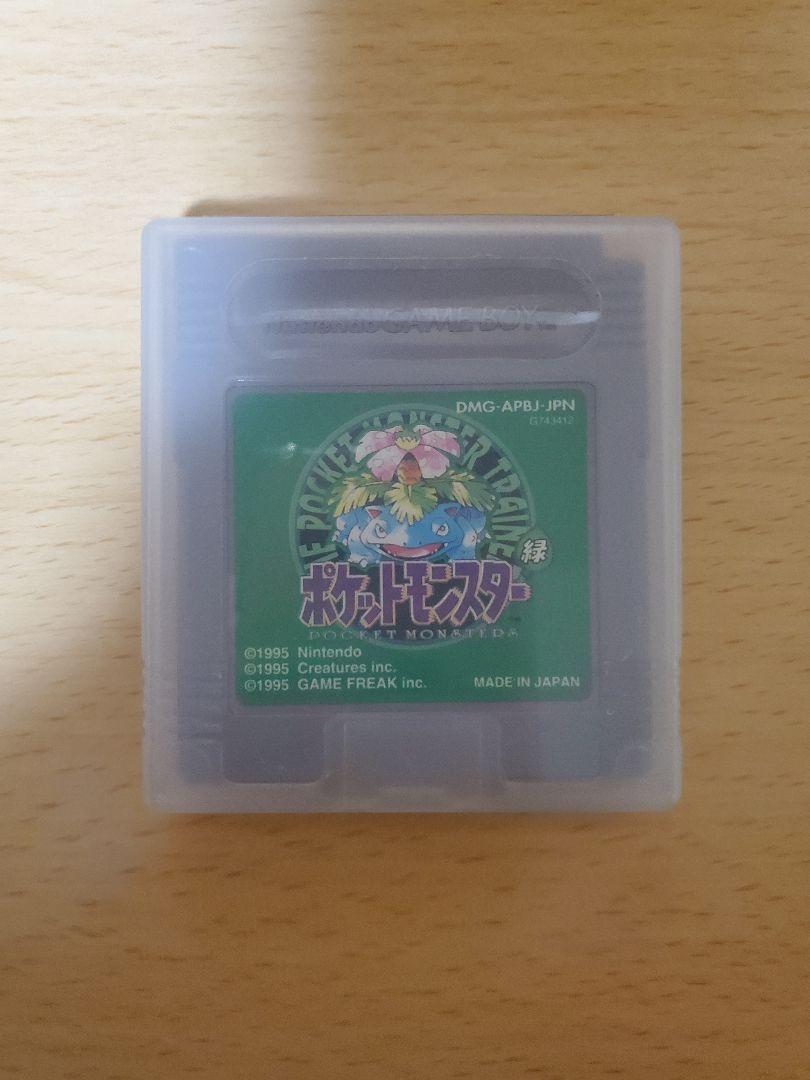 Nintendo GAME BOY
DMG-APBJ-JPN
G743412
THE POCKET MONSTER TRAINER
緑
ポケットモンスター
POCKET MONSTERS
©1995 Nintendo
©1995 Creatures inc.
©1995 GAME FREAK inc.
MADE IN JAPAN